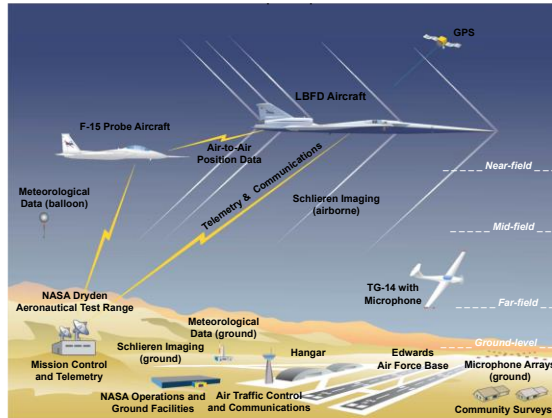 GPS
LBFD Aircraft
F-15 Probe Aircraft
Air-to-Air
Position Data
Near-field
Telemetry & Communications
Meteorological
Data (balloon)
Schlieren Imaging
(airborne)
Mid-field
TG-14 with
Microphone
NASA Dryden
Aeronautical Test Range
Far-field
Meteorological
Data (ground)
Ground-level
Schlieren Imaging
(ground)
Hangar
Edwards
Air Force Base
Microphone Arrays
(ground)
Mission Control
and Telemetry
NASA Operations and
Ground Facilities
Air Traffic Control
and Communications
Community Surveys